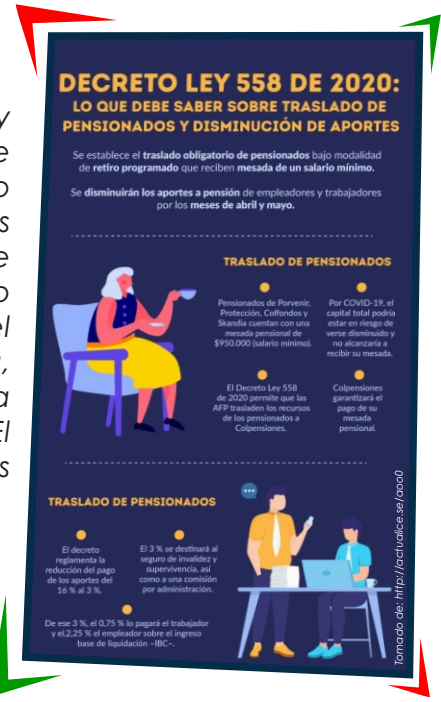 DECRETO LEY 558 DE 2020:
LO QUE DEBE SABER SOBRE TRASLADO DE
PENSIONADOS Y DISMINUCIÓN DE APORTES
Se establece el traslado obligatorio de pensionados bajo modalidad
de retiro programado que reciben mesada de un salario mínimo.
Se disminuirán los aportes a pensión de empleadores y trabajadores
por los meses de abril y mayo.
TRASLADO DE PENSIONADOS
Pensionados de Porvenir,
Protección, Colfondos y
Skandia cuentan con una
mesada pensional de
$950.000 (salario mínimo).
Por COVID-19, el
capital total podría
estar en riesgo de
verse disminuido y
no alcanzaría a
recibir su mesada.
El Decreto Ley 558
de 2020 permite que las
AFP trasladen los recursos
de los pensionados a
Colpensiones.
Colpensiones
garantizará el
pago de su
mesada
pensional.
TRASLADO DE PENSIONADOS
El decreto
reglamenta la
reducción del pago
de los aportes del
16 % al 3 %.
El 3 % se destinará al
seguro de invalidez y
supervivencia, así
como a una comisión
por administración.
De ese 3 %, el 0,75 % lo pagará el trabajador
y el,2,25 % el empleador sobre el ingreso
base de liquidación –IBC–.
Tomado de: http://actualice.se/aoo0
y
e
o
s
e
o
el
,
a
El
s